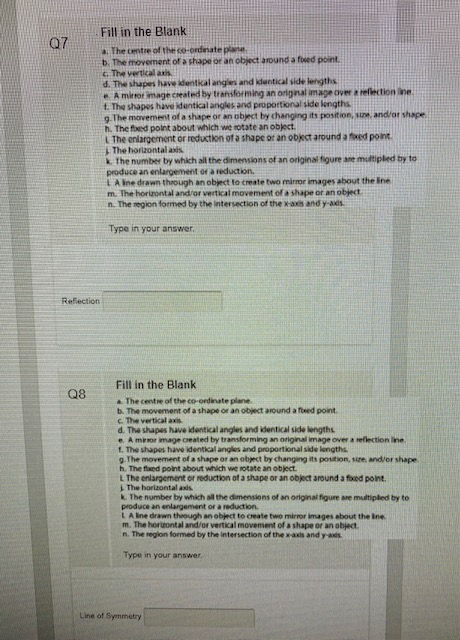 Q7
Fill in the Blank
a. The centre of the co-ordinate plane.
b. The movement of a shape or an object around a fixed point.
c. The vertical axis.
d. The shapes have identical angles and identical side lengths.
e. A mirror image created by transforming an original image over a reflection line.
f. The shapes have identical angles and proportional side lengths.
g. The movement of a shape or an object by changing its position, size, and/or shape.
h. The fixed point about which we rotate an object.
i. The enlargement or reduction of a shape or an object around a fixed point.
j. The horizontal axis.
k. The number by which all the dimensions of an original figure are multiplied by to
produce an enlargement or a reduction.
l. A line drawn through an object to create two mirror images about the line.
m. The horizontal and/or vertical movement of a shape or an object.
n. The region formed by the intersection of the x-axis and y-axis.
Type in your answer.
Reflection
Q8
Fill in the Blank
a. The centre of the co-ordinate plane.
b. The movement of a shape or an object around a fixed point.
c. The vertical axis.
d. The shapes have identical angles and identical side lengths.
e. A mirror image created by transforming an original image over a reflection line.
f. The shapes have identical angles and proportional side lengths.
g. The movement of a shape or an object by changing its position, size, and/or shape.
h. The fixed point about which we rotate an object.
i. The enlargement or reduction of a shape or an object around a fixed point.
j. The horizontal axis.
k. The number by which all the dimensions of an original figure are multiplied by to
produce an enlargement or a reduction.
l. A line drawn through an object to create two mirror images about the line.
m. The horizontal and/or vertical movement of a shape or an object.
n. The region formed by the intersection of the x-axis and y-axis.
Type in your answer.
Line of Symmetry